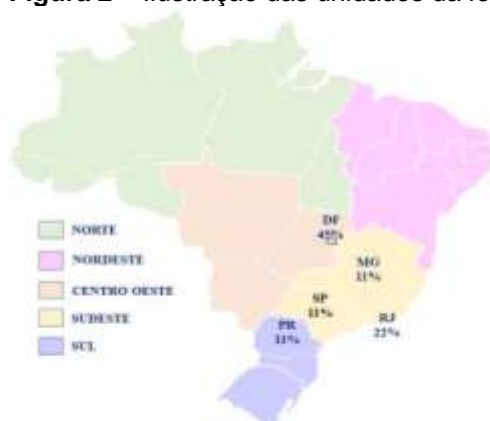 Figura 2 – Ilustração das unidades da
DF
45%
MG
11%
SP
11%
RJ
22%
PR
11%
NORTE
NORDESTE
CENTRO OESTE
SUDESTE
SUL